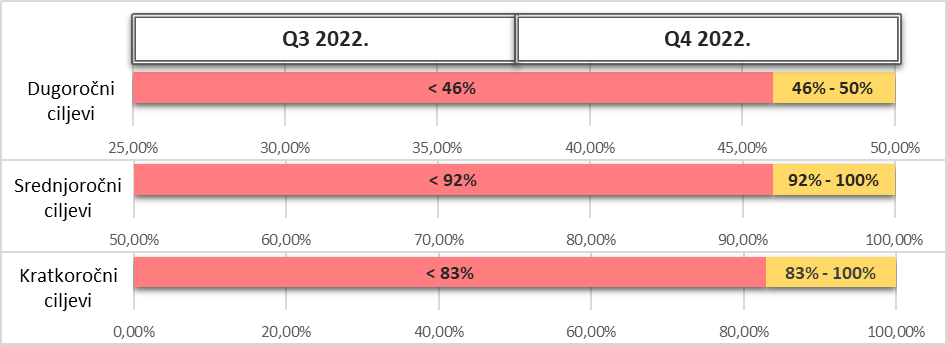 Q3 2022. Q4 2022.
Dugoročni
ciljevi
< 46% 46% - 50%
25,00% 30,00% 35,00% 40,00% 45,00% 50,00%
Srednjoročni
ciljevi
< 92% 92% - 100%
50,00% 60,00% 70,00% 80,00% 90,00% 100,00%
Kratkoročni
ciljevi
< 83% 83% - 100%
0,00% 20,00% 40,00% 60,00% 80,00% 100,00%